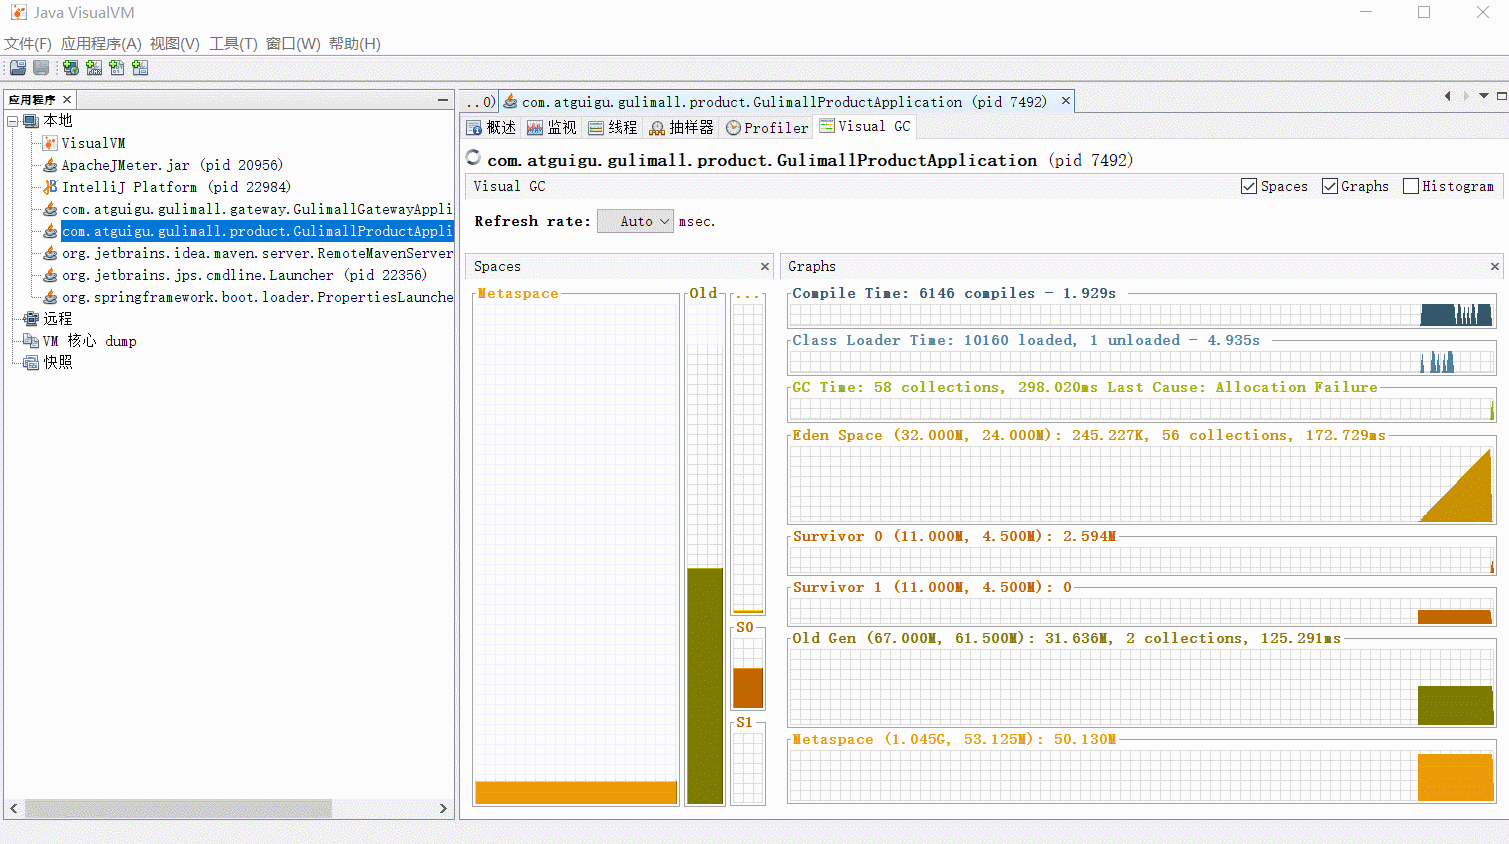 Java VisualVM
文件(F) 应用程序(A) 视图(V) 工具(T) 窗口(W) 帮助(H)
应用程序
本地
VisualVM
ApacheJMeter.jar (pid 20956)
IntelliJ Platform (pid 22984)
com.atguigu.gulimall.gateway.GulimallGatewayAppli
com.atguigu.gulimall.product.GulimallProductAppli
org.jetbrains.idea.maven.server.RemoteMavenServer
org.jetbrains.jps.cmdline.Launcher (pid 22356)
org.springframework.boot.loader.PropertiesLaunche
远程
VM 核心 dump
快照
..0) com.atguigu.gulimall.product.GulimallProductApplication (pid 7492)
概述 监视 线程 抽样器 Profiler Visual GC
com.atguigu.gulimall.product.GulimallProductApplication (pid 7492)
Visual GC Spaces Graphs Histogram
Refresh rate: Auto msec.
Spaces
Metaspace Old ...
S0
S1
Graphs
Compile Time: 6146 compiles - 1.929s
Class Loader Time: 10160 loaded, 1 unloaded - 4.935s
GC Time: 58 collections, 298.020ms Last Cause: Allocation Failure
Eden Space (32.000M, 24.000M): 245.227K, 56 collections, 172.729ms
Survivor 0 (11.000M, 4.500M): 2.594M
Survivor 1 (11.000M, 4.500M): 0
Old Gen (67.000M, 61.500M): 31.636M, 2 collections, 125.291ms
Metaspace (1.045G, 53.125M): 50.130M